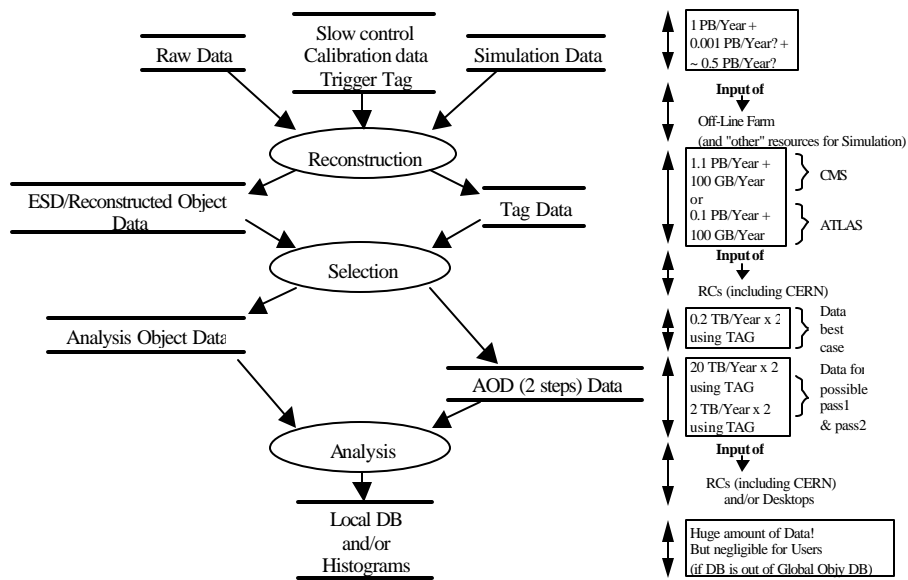 Raw Data
Slow control
Calibration data
Trigger Tag
Simulation Data
Reconstruction
ESD/Reconstructed Object
Data
Tag Data
Selection
Analysis Object Data
AOD (2 steps) Data
Analysis
Local DB
and/or
Histograms
1 PB/Year +
0.001 PB/Year? +
~ 0.5 PB/Year?
Input of
Off-Line Farm
(and "other" resources for Simulation)
1.1 PB/Year +
100 GB/Year
or
0.1 PB/Year +
100 GB/Year
CMS
ATLAS
Input of
RCs (including CERN)
0.2 TB/Year x 2
using TAG
Data
best
case
20 TB/Year x 2
using TAG
2 TB/Year x 2
using TAG
Data for
possible
pass1
& pass2
Input of
RCs (including CERN)
and/or Desktops
Huge amount of Data!
But negligible for Users
(if DB is out of Global Objy DB)